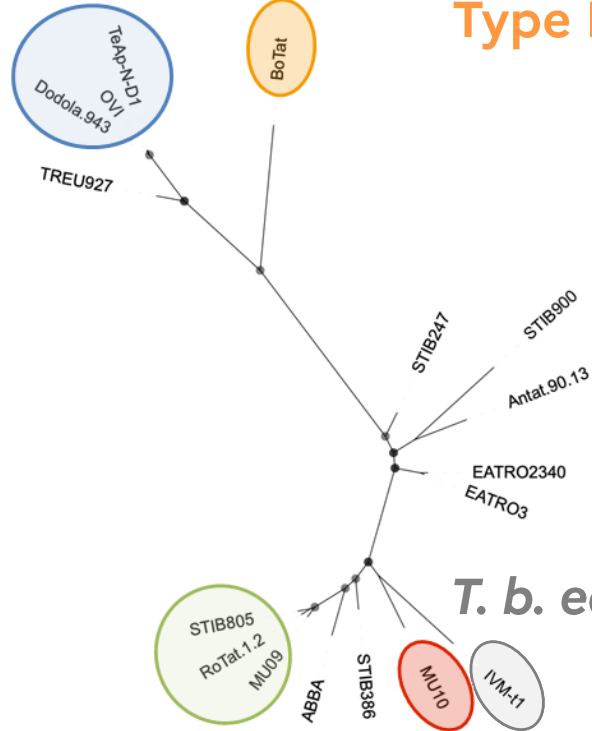 Type
TeAp-N-D1
OVI
Dodola.943
BoTat
TREU927
STIB247
STIB900
Antat.90.13
EATRO2340
EATRO3
T. b.
STIB805
RoTat.1.2
MU09
ABBA
STIB386
MU10
IVM-t1